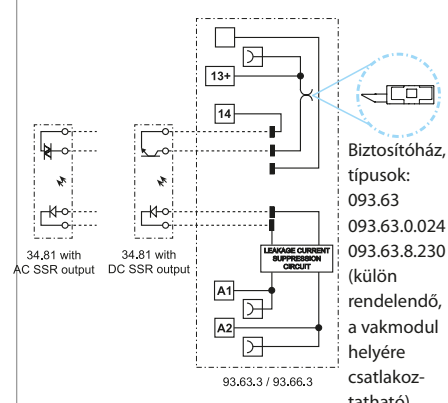 13+
14
LEAKAGE CURRENT
SUPPRESSION
CIRCUIT
A1
A2
34.81 with
AC SSR output
34.81 with
DC SSR output
93.63.3 / 93.66.3
Biztosítóház,
típusok:
093.63
093.63.0.024
093.63.8.230
(külön
rendelendő,
a vakmodul
helyére
csatlakoz-
tatható)